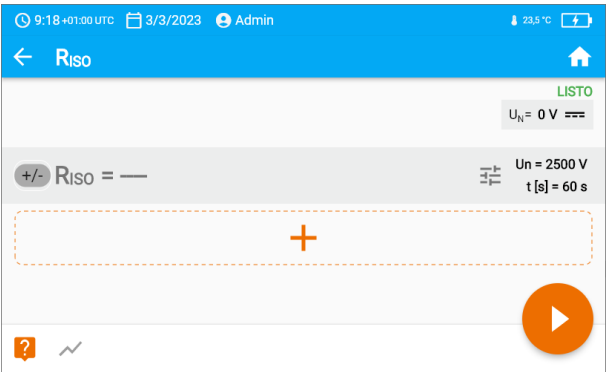 9:18 +01:00 UTC 3/3/2023 Admin 23,5 °C
RISO
LISTO
UN= 0 V
+/- RISO = —— Un = 2500 V
t [s] = 60 s
+
?